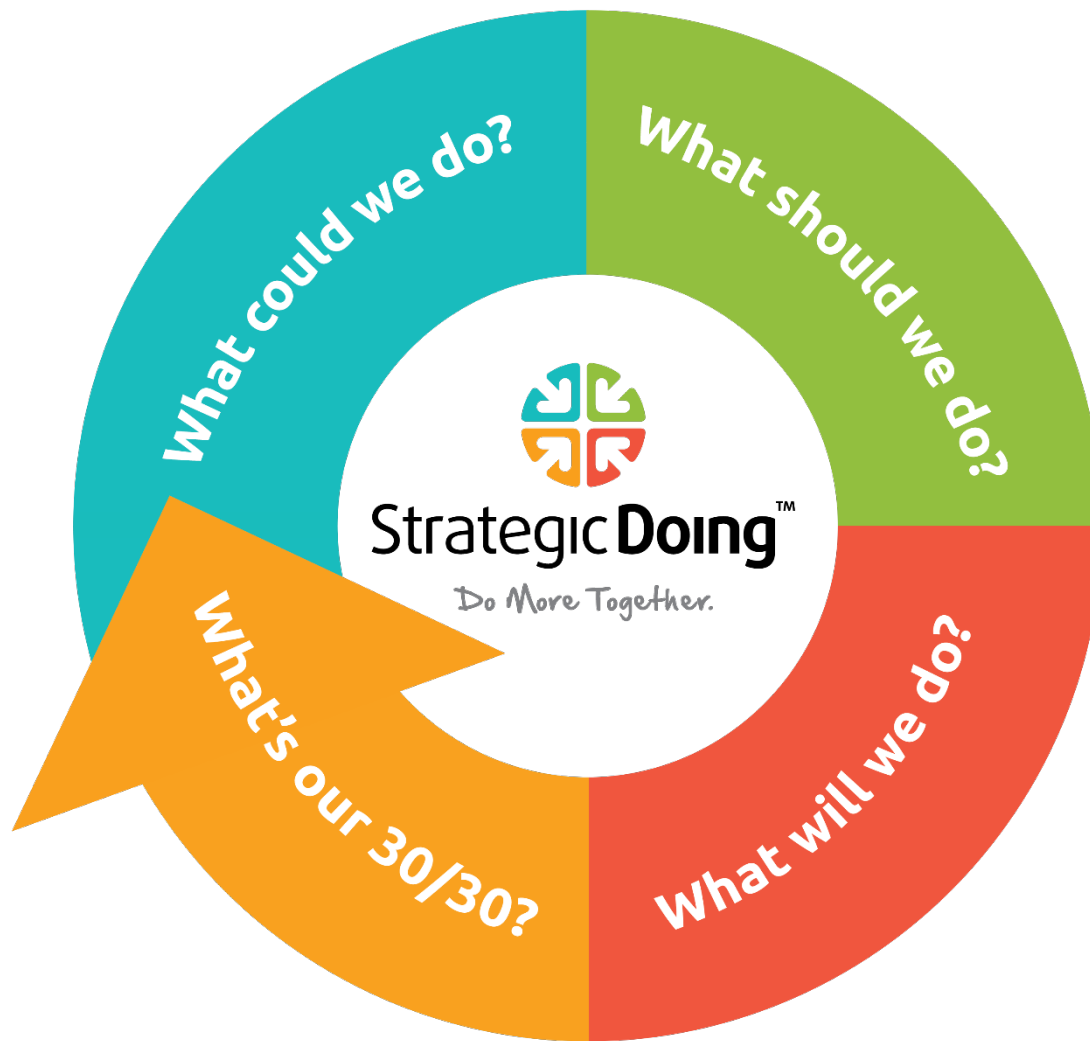 What could we do?
What should we do?
What will we do?
What's our 30/30?
StrategicDoing™
Do More Together.